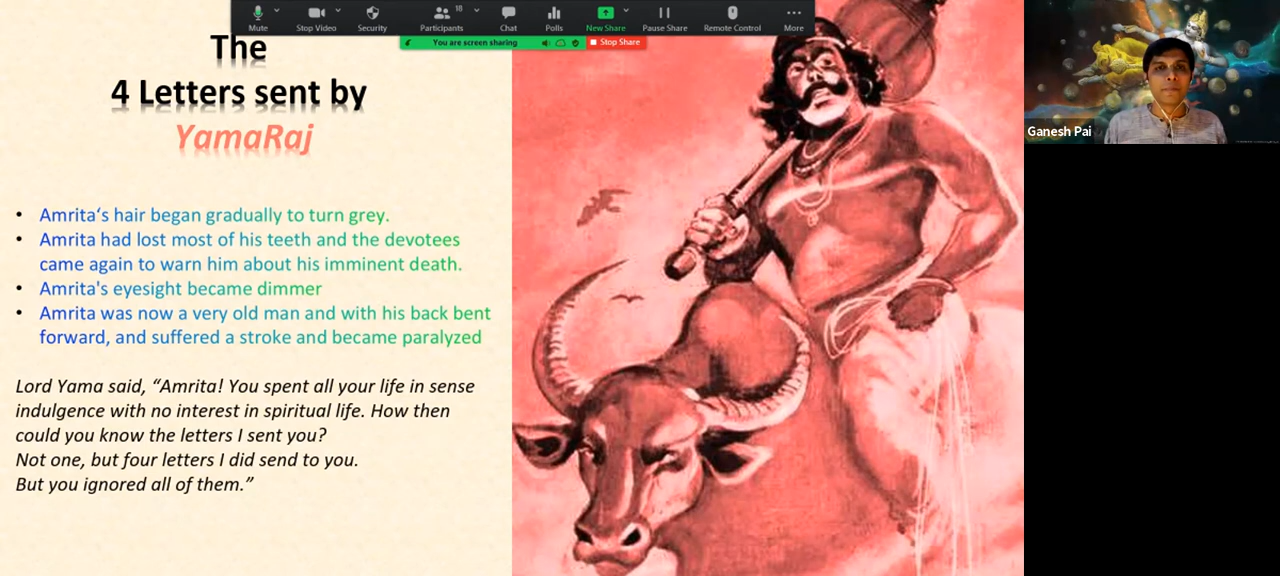 Mute
Stop Video
Security
18
Participants
Chat
Polls
New Share
Pause Share
Remote Control
More
You are screen sharing
Stop Share
The
4 Letters sent by
YamaRaj
• Amrita‘s hair began gradually to turn grey.
• Amrita had lost most of his teeth and the devotees
came again to warn him about his imminent death.
• Amrita's eyesight became dimmer
• Amrita was now a very old man and with his back bent
forward, and suffered a stroke and became paralyzed
Lord Yama said, “Amrita! You spent all your life in sense
indulgence with no interest in spiritual life. How then
could you know the letters I sent you?
Not one, but four letters I did send to you.
But you ignored all of them.”
Ganesh Pai